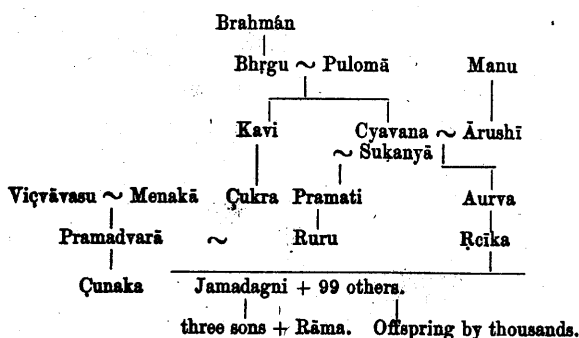 Brahmán
Bhṛgu ~ Pulomā Manu
Kavi Cyavana ~ Ārushī
~ Sukanyā
Viçvāvasu ~ Menakā Çukra Pramati Aurva
Pramadvarā ~ Ruru Ṛcīka
Çunaka Jamadagni + 99 others.
three sons + Rāma. Offspring by thousands.